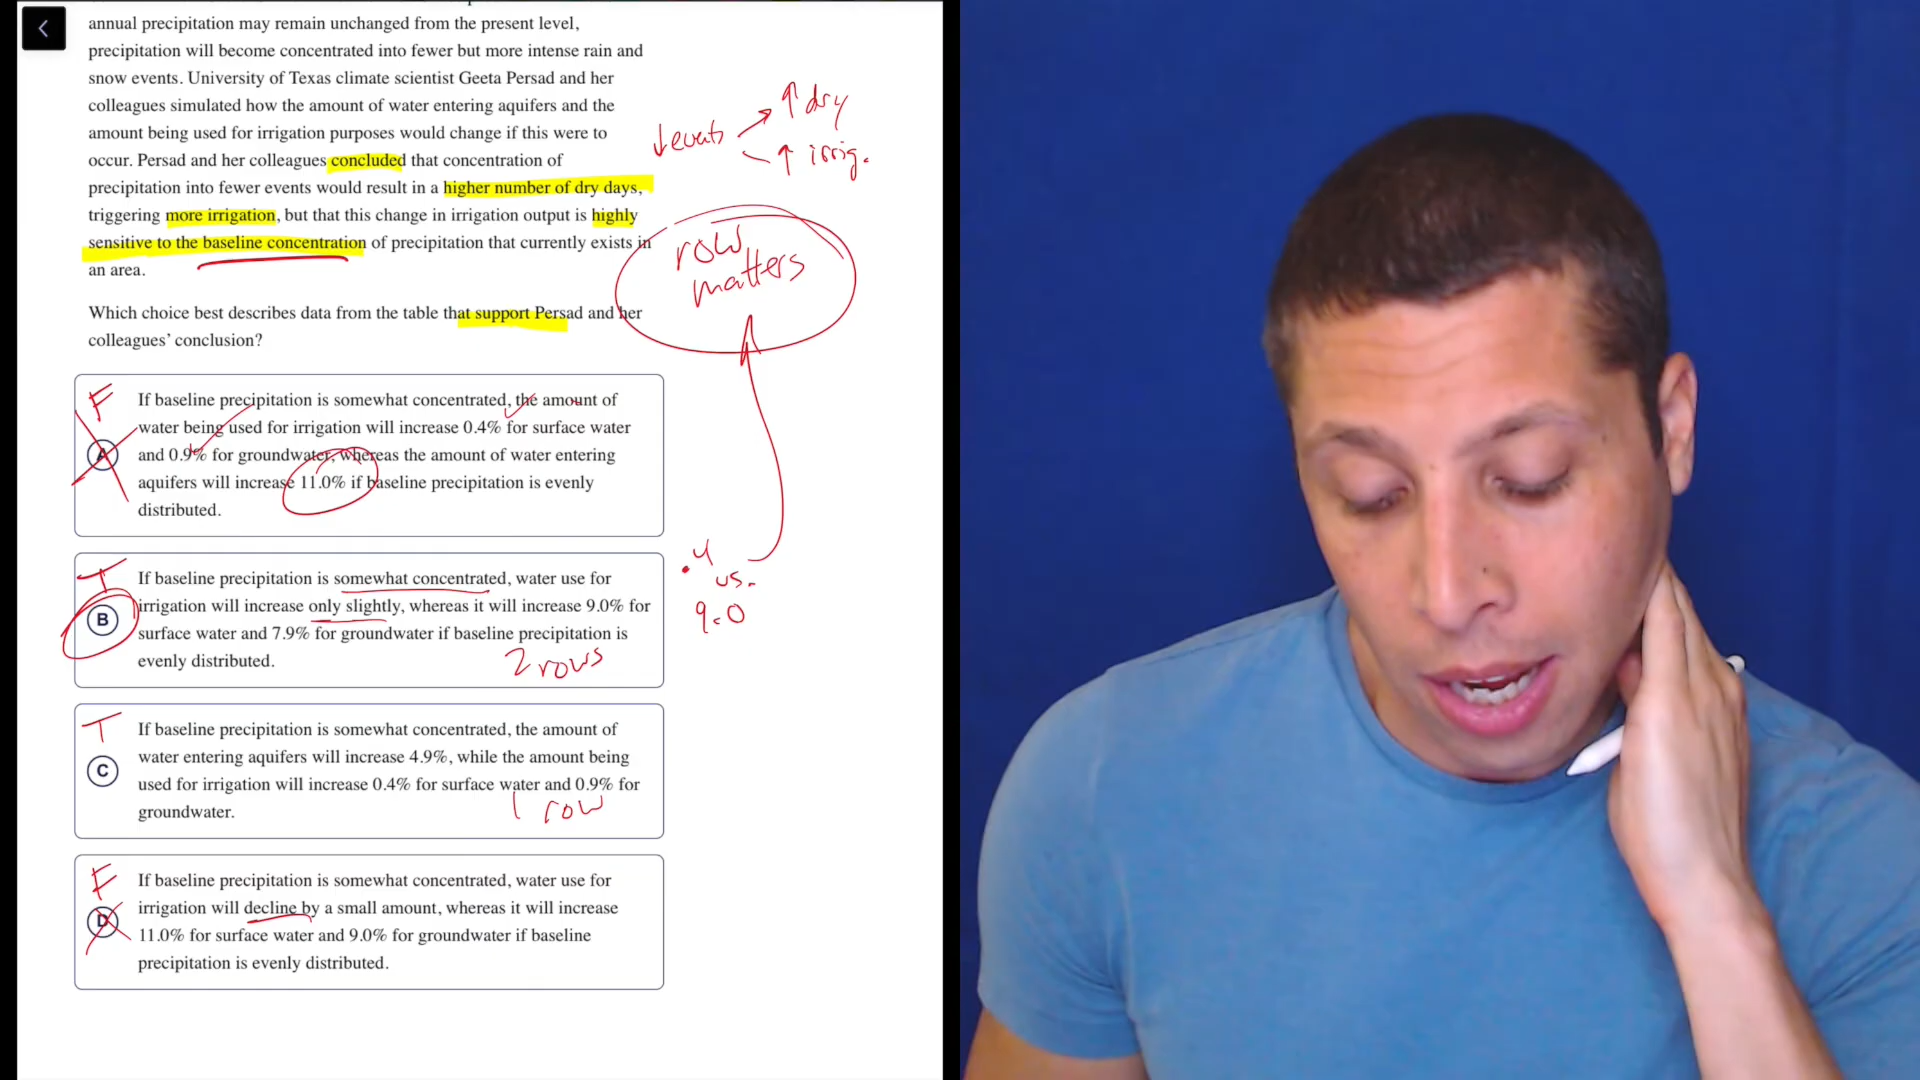 annual precipitation may remain unchanged from the present level,
precipitation will become concentrated into fewer but more intense rain and
snow events. University of Texas climate scientist Geeta Persad and her
colleagues simulated how the amount of water entering aquifers and the
amount being used for irrigation purposes would change if this were to
occur. Persad and her colleagues concluded that concentration of
precipitation into fewer events would result in a higher number of dry days,
triggering more irrigation, but that this change in irrigation output is highly
sensitive to the baseline concentration of precipitation that currently exists in
an area.
↓events
↑ dry
↑ irrig.
row
matters
Which choice best describes data from the table that support Persad and her
colleagues’ conclusion?
F
A
If baseline precipitation is somewhat concentrated, the amount of
water being used for irrigation will increase 0.4% for surface water
and 0.9% for groundwater, whereas the amount of water entering
aquifers will increase 11.0% if baseline precipitation is evenly
distributed.
T
B
If baseline precipitation is somewhat concentrated, water use for
irrigation will increase only slightly, whereas it will increase 9.0% for
surface water and 7.9% for groundwater if baseline precipitation is
evenly distributed.
2 rows
.4
vs.
9.0
T
C
If baseline precipitation is somewhat concentrated, the amount of
water entering aquifers will increase 4.9%, while the amount being
used for irrigation will increase 0.4% for surface water and 0.9% for
groundwater.
1 row
F
D
If baseline precipitation is somewhat concentrated, water use for
irrigation will decline by a small amount, whereas it will increase
11.0% for surface water and 9.0% for groundwater if baseline
precipitation is evenly distributed.